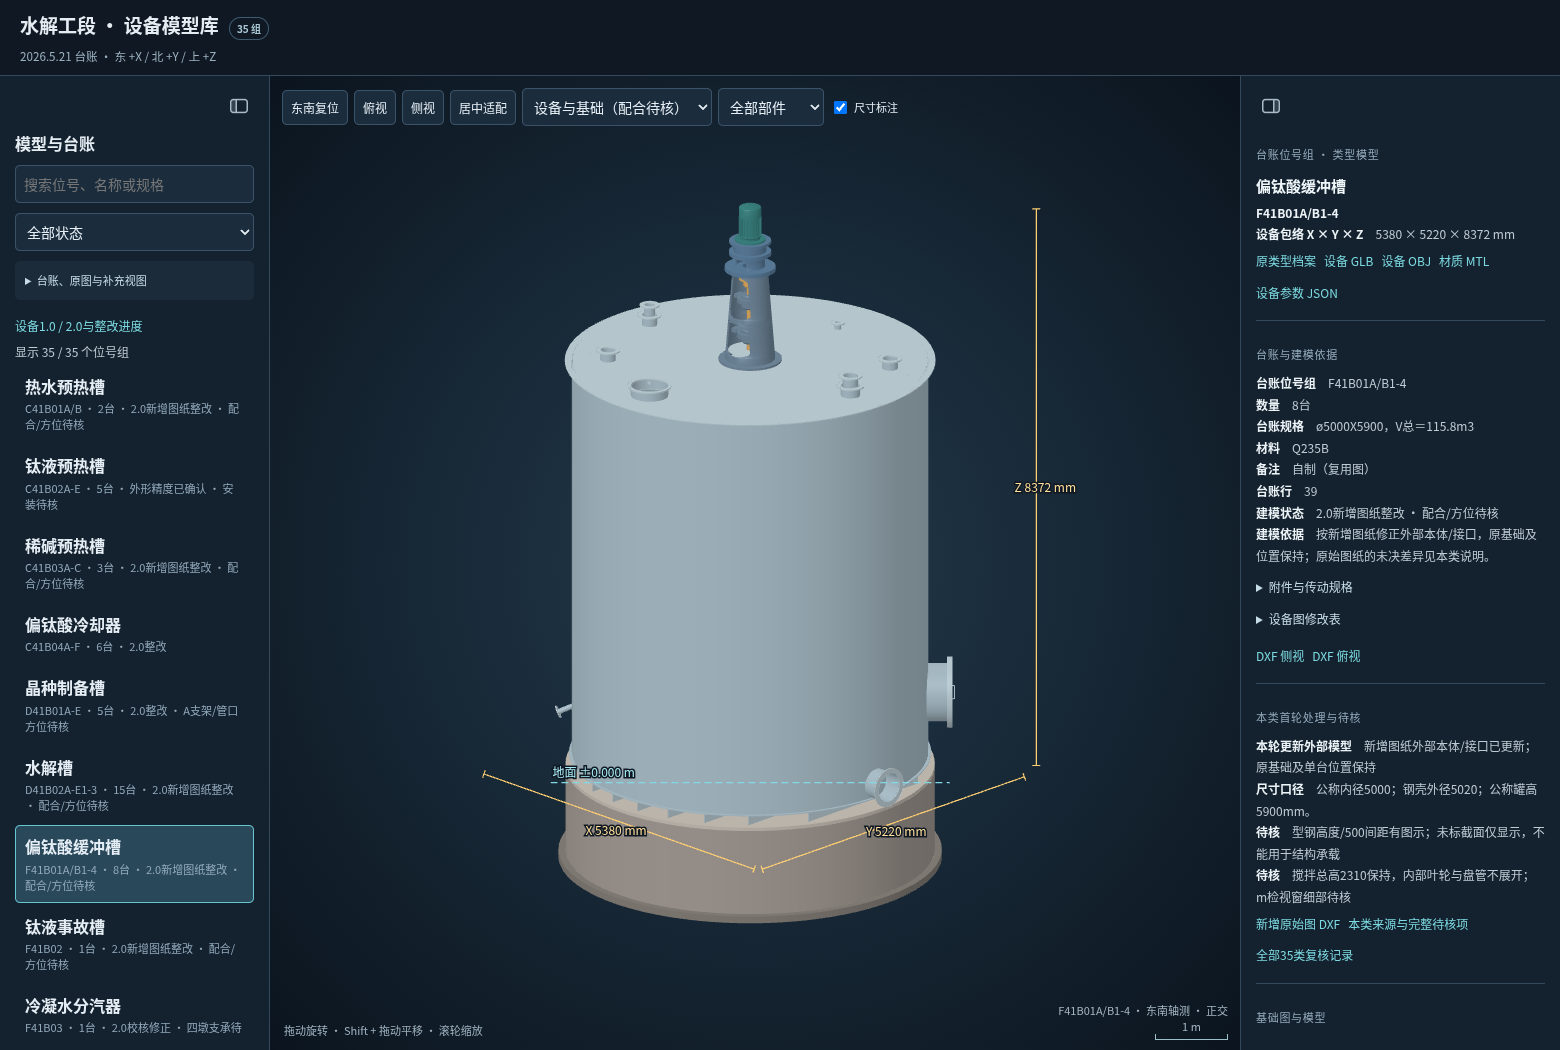 水解工段 · 设备模型库 35 组
2026.5.21 台账 · 东 +X / 北 +Y / 上 +Z
模型与台账
搜索位号、名称或规格
全部状态
台账、原图与补充视图
设备1.0 / 2.0与整改进度
显示 35 / 35 个位号组
热水预热槽
C41B01A/B · 2台 · 2.0新增图纸整改 · 配
合/方位待核
钛液预热槽
C41B02A-E · 5台 · 外形精度已确认 · 安
装待核
稀碱预热槽
C41B03A-C · 3台 · 2.0新增图纸整改 · 配
合/方位待核
偏钛酸冷却器
C41B04A-F · 6台 · 2.0整改
晶种制备槽
D41B01A-E · 5台 · 2.0整改 · A支架/管口
方位待核
水解槽
D41B02A-E1-3 · 15台 · 2.0新增图纸整改
· 配合/方位待核
偏钛酸缓冲槽
F41B01A/B1-4 · 8台 · 2.0新增图纸整改 ·
配合/方位待核
钛液事故槽
F41B02 · 1台 · 2.0新增图纸整改 · 配合/
方位待核
冷凝水分汽器
F41B03 · 1台 · 2.0校核修正 · 四墩支承待
东南复位 俯视 侧视 居中适配 设备与基础（配合待核） 全部部件 尺寸标注
Z 8372 mm
地面 ±0.000 m
X 5380 mm
Y 5220 mm
拖动旋转 · Shift + 拖动平移 · 滚轮缩放
F41B01A/B1-4 · 东南轴测 · 正交
1 m
台账位号组 · 类型模型
偏钛酸缓冲槽
F41B01A/B1-4
设备包络 X × Y × Z 5380 × 5220 × 8372 mm
原类型档案 设备 GLB 设备 OBJ 材质 MTL
设备参数 JSON
台账与建模依据
台账位号组 F41B01A/B1-4
数量 8台
台账规格 ø5000X5900，V总＝115.8m3
材料 Q235B
备注 自制（复用图）
台账行 39
建模状态 2.0新增图纸整改 · 配合/方位待核
建模依据 按新增图纸修正外部本体/接口，原基础及
位置保持；原始图纸的未决差异见本类说明。
附件与传动规格
设备图修改表
DXF 侧视 DXF 俯视
本类首轮处理与待核
本轮更新外部模型 新增图纸外部本体/接口已更新；
原基础及单台位置保持
尺寸口径 公称内径5000；钢壳外径5020；公称罐高
5900mm。
待核 型钢高度/500间距有图示；未标截面仅显示，不
能用于结构承载
待核 搅拌总高2310保持，内部叶轮与盘管不展开；
m检视窗细部待核
新增原始图 DXF 本类来源与完整待核项
全部35类复核记录
基础图与模型